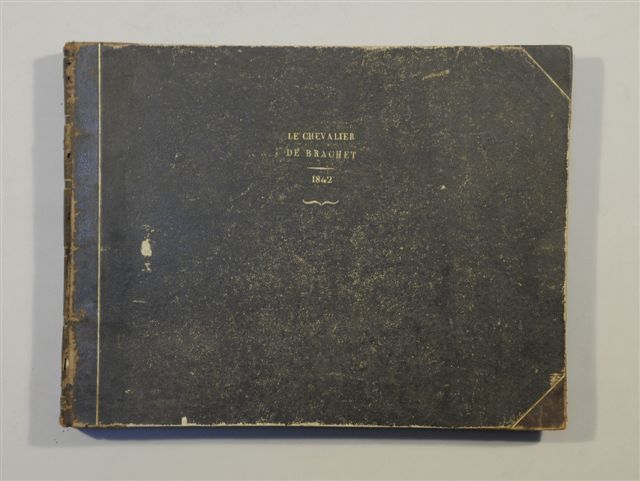 LE CHEVALIER
DE BRACHET
1842